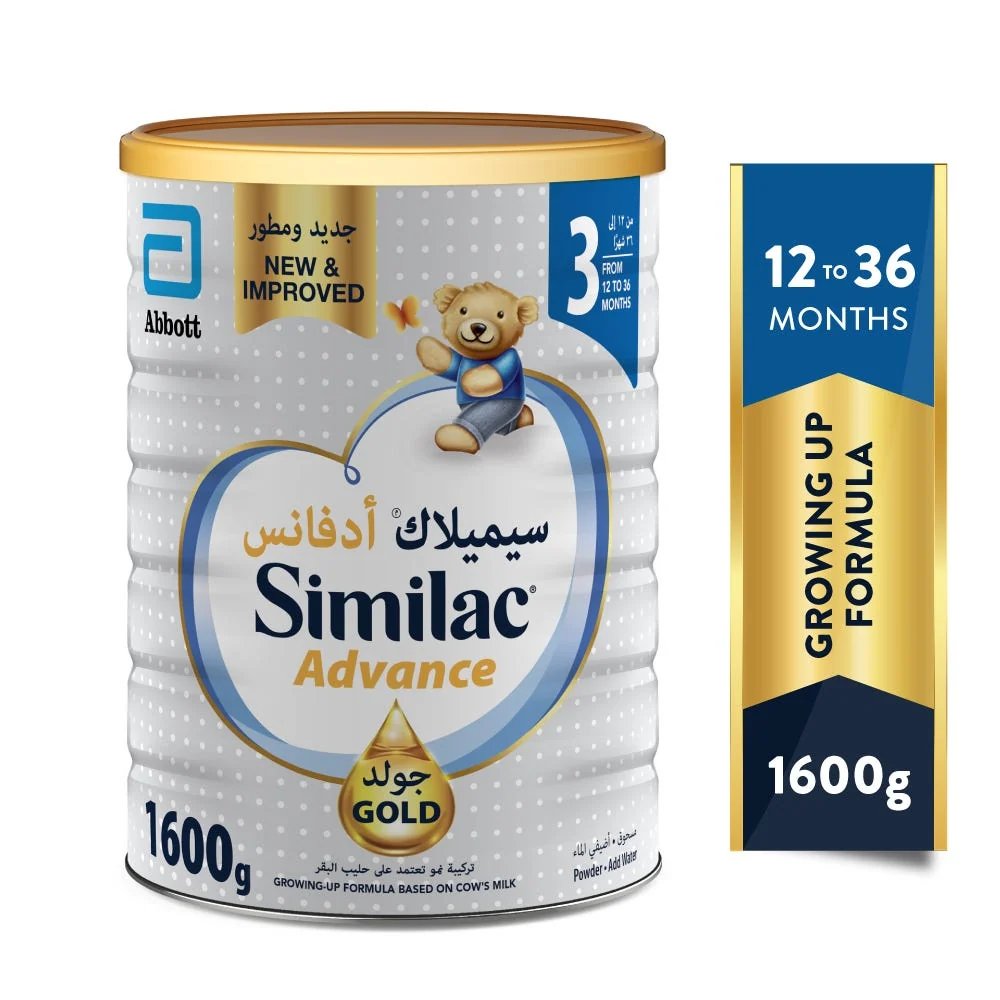 Abbott
جديد ومطور
NEW &
IMPROVED
3
من ١٢ إلى
٣٦ شهرًا
FROM
12 TO 36
MONTHS
سيميلاك® أدفانس
Similac®
Advance
جولد
GOLD
1600g
تركيبة نمو تعتمد على حليب البقر
GROWING-UP FORMULA BASED ON COW'S MILK
مسحوق • أضيفي الماء
Powder • Add Water
12 TO 36
MONTHS
GROWING UP
FORMULA
1600g